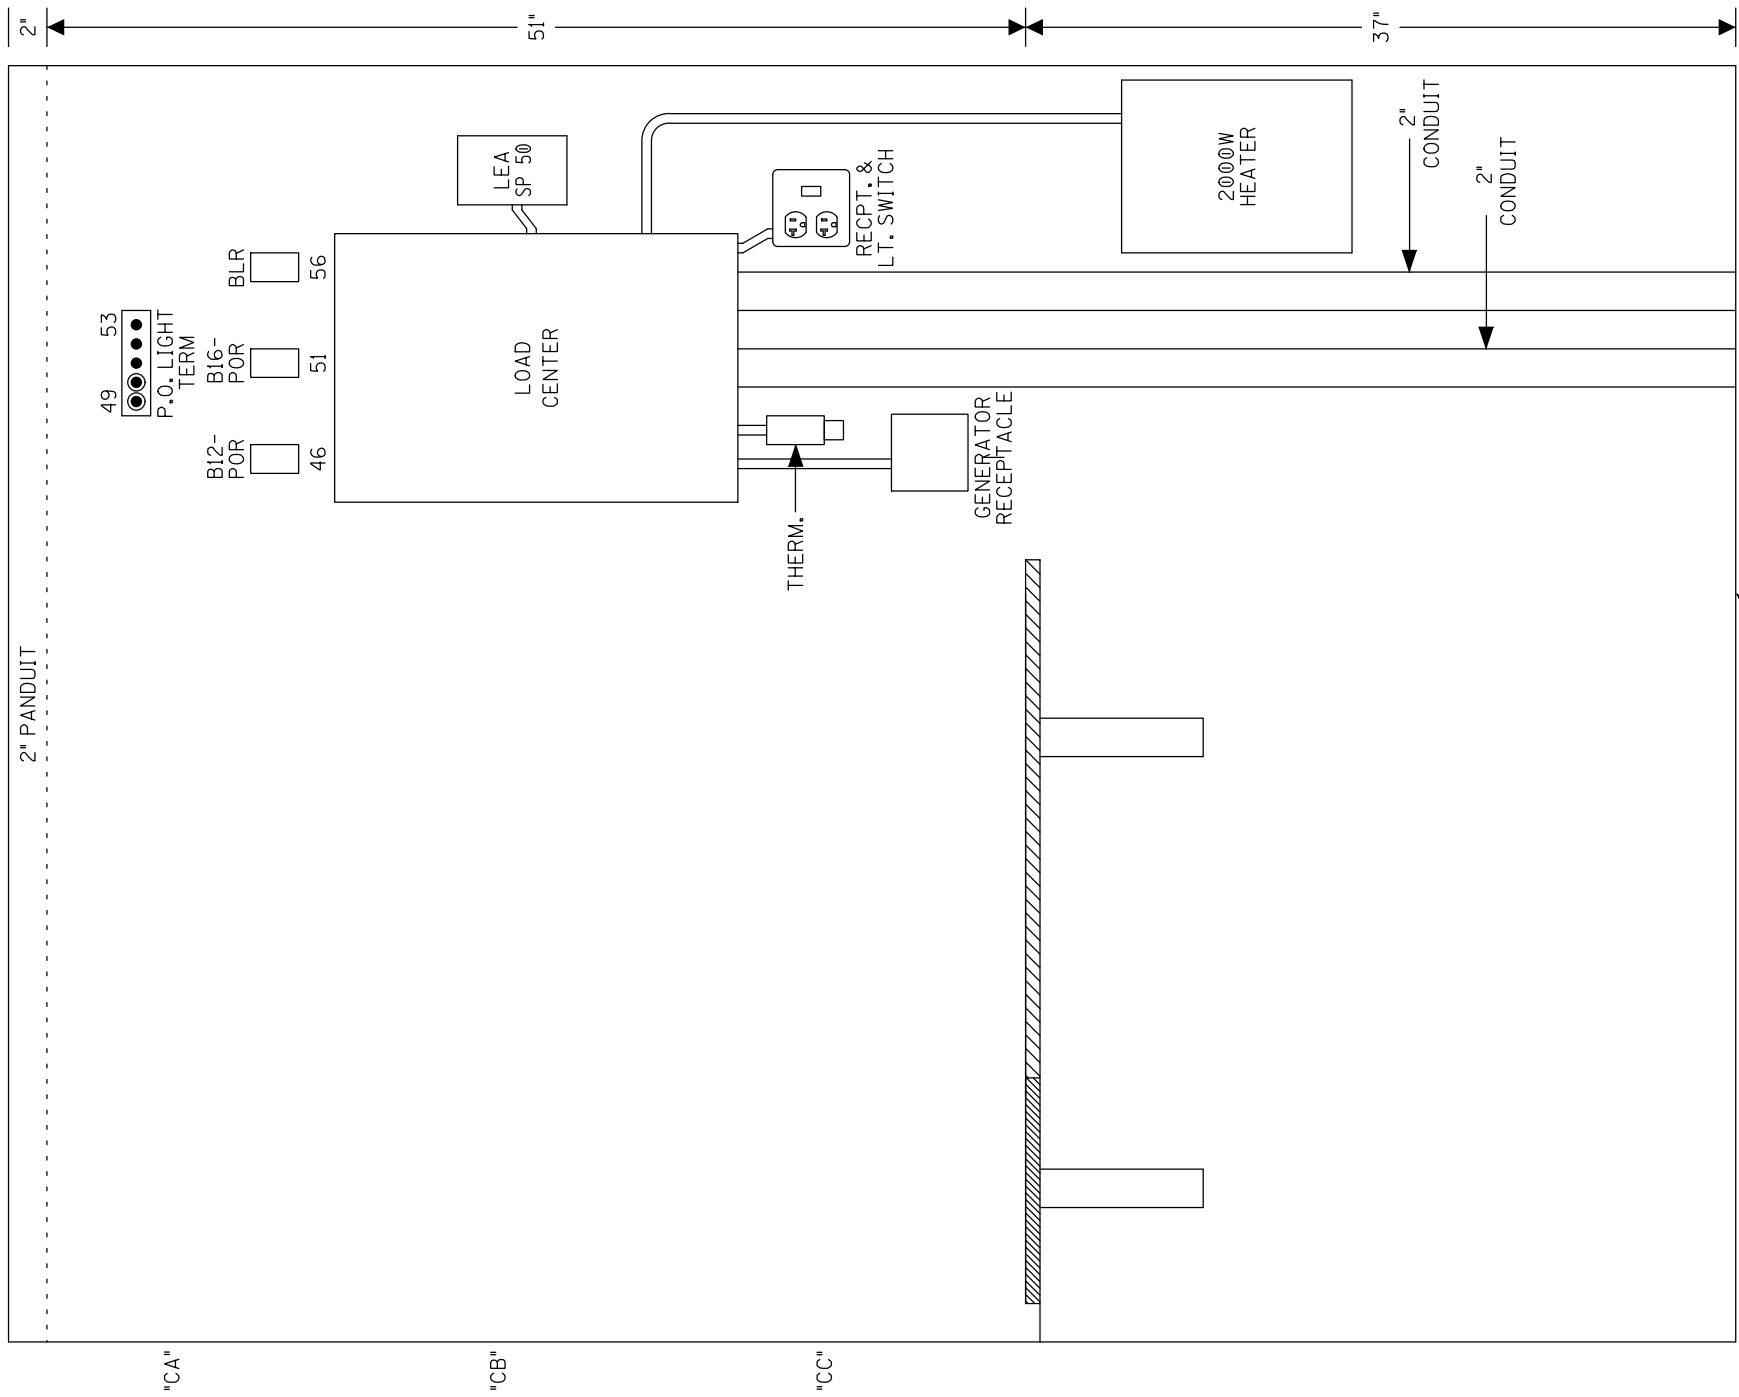 2"
51"
37"
2" PANDUIT
49
53
P.O. LIGHT
TERM
B12-
POR
46
B16-
POR
51
BLR
56
LEA
SP 50
LOAD
CENTER
RECPT. &
LT. SWITCH
THERM.
GENERATOR
RECEPTACLE
2000W
HEATER
2"
CONDUIT
2"
CONDUIT
"CA"
"CB"
"CC"